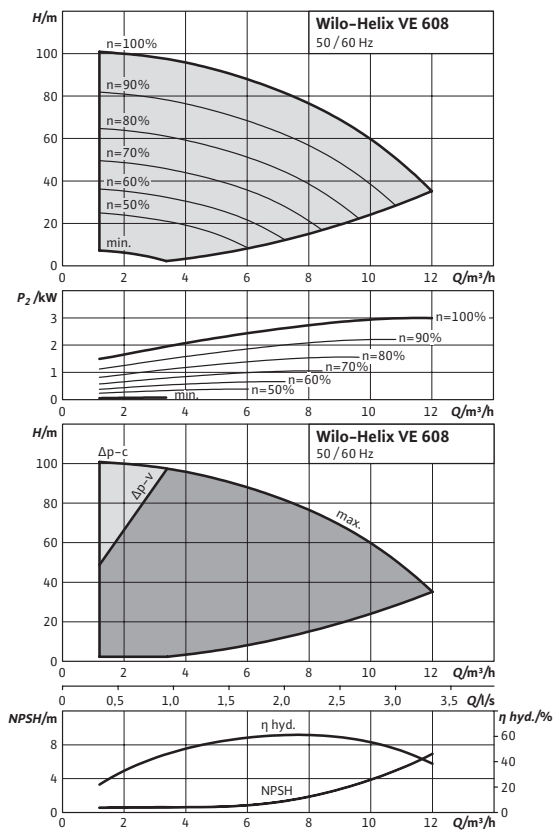 H/m
Wilo-Helix VE 608
50 / 60 Hz
n=100%
100
n=90%
80
n=80%
60
n=70%
40
n=60%
n=50%
20
min.
0
0 2 4 6 8 10 12 Q/m³/h
P₂ /kW
3
n=100%
n=90%
2
n=80%
n=70%
1
n=60%
n=50%
min.
0
0 2 4 6 8 10 12 Q/m³/h
H/m
Wilo-Helix VE 608
50 / 60 Hz
Δp-c
100
Δp-v
80
max.
60
40
20
0
0 2 4 6 8 10 12 Q/m³/h
0 0,5 1,0 1,5 2,0 2,5 3,0 3,5 Q/l/s
NPSH/m
η hyd./%
η hyd.
8
60
40
4
NPSH
20
0
0
0 2 4 6 8 10 12 Q/m³/h